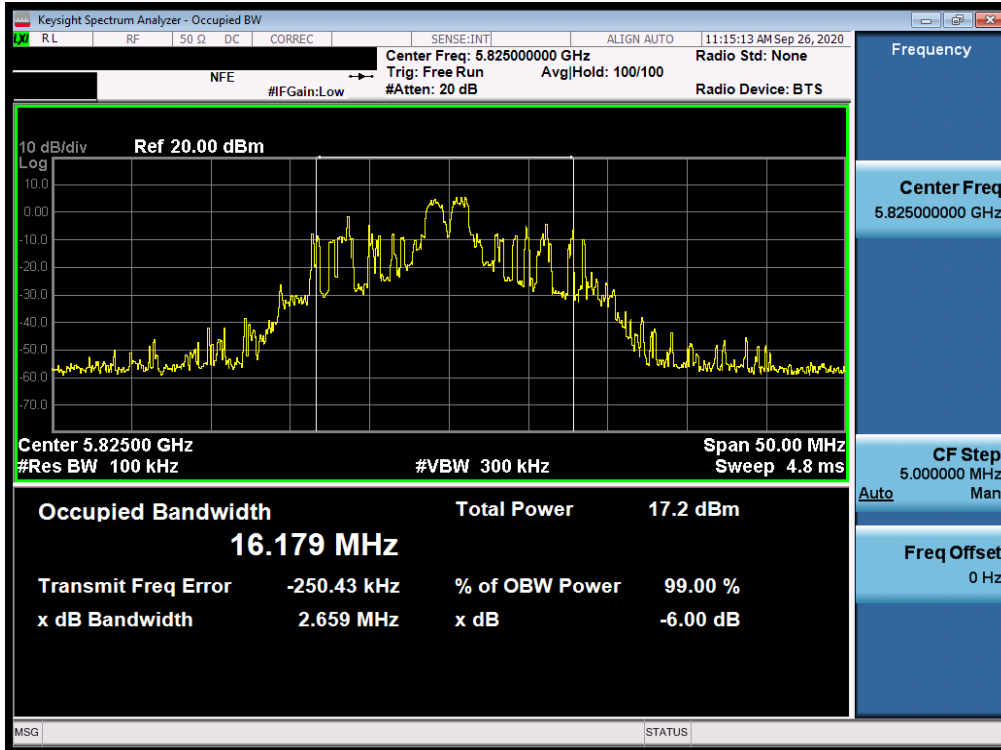 Keysight Spectrum Analyzer - Occupied BW
LXI RL RF 50 Ω DC CORREC SENSE:INT ALIGN AUTO 11:15:13 AM Sep 26, 2020
Center Freq: 5.825000000 GHz Radio Std: None
NFE Trig: Free Run Avg|Hold: 100/100
#IFGain:Low #Atten: 20 dB Radio Device: BTS
10 dB/div Ref 20.00 dBm
Log
10.0
0.00
-10.0
-20.0
-30.0
-40.0
-50.0
-60.0
-70.0
Center 5.82500 GHz Span 50.00 MHz
#Res BW 100 kHz #VBW 300 kHz Sweep 4.8 ms
Occupied Bandwidth Total Power 17.2 dBm
16.179 MHz
Transmit Freq Error -250.43 kHz % of OBW Power 99.00 %
x dB Bandwidth 2.659 MHz x dB -6.00 dB
MSG STATUS
Frequency
Center Freq
5.825000000 GHz
CF Step
5.000000 MHz
Auto Man
Freq Offset
0 Hz